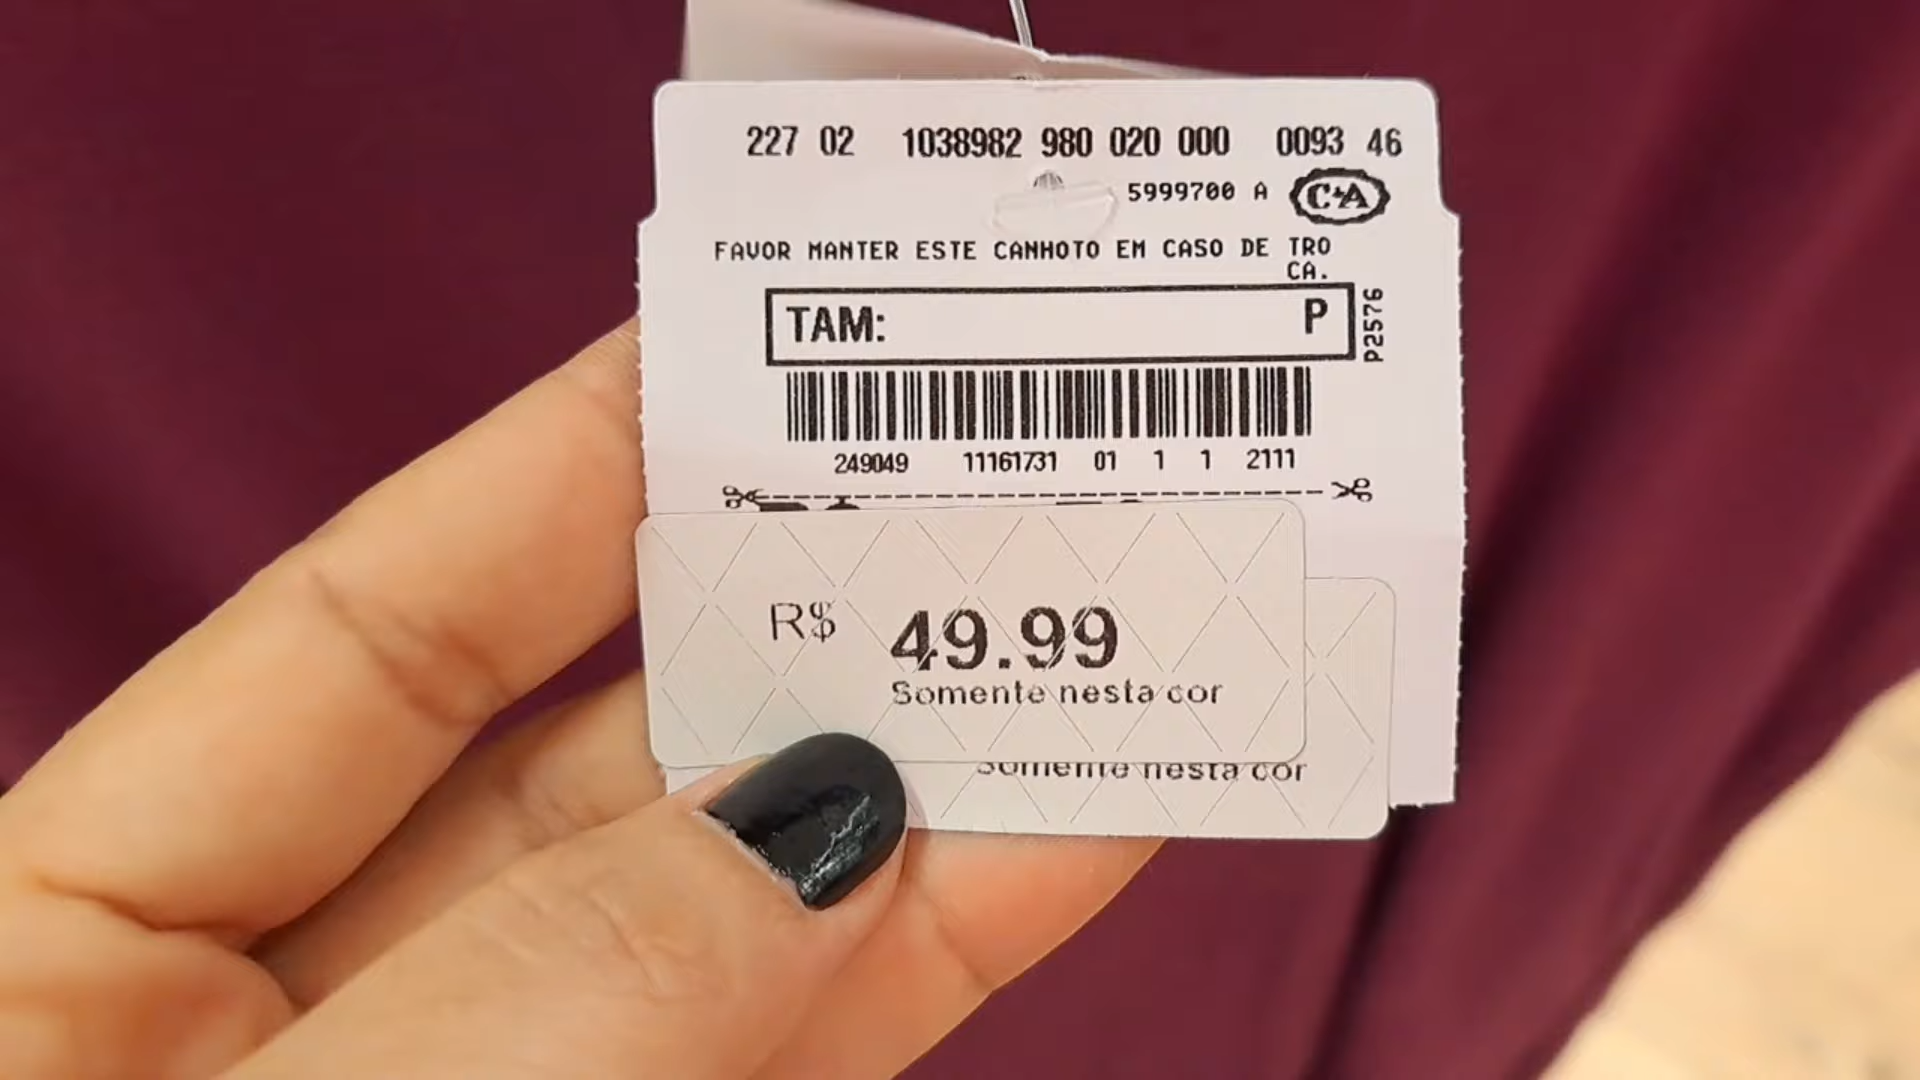 227 02 1038982 980 020 000 0093 46
5999700 A C&A
FAVOR MANTER ESTE CANHOTO EM CASO DE TRO
CA.
TAM: P
P2576
249049 11161731 01 1 1 2111
R$ 49.99
Somente nesta cor
Somente nesta cor